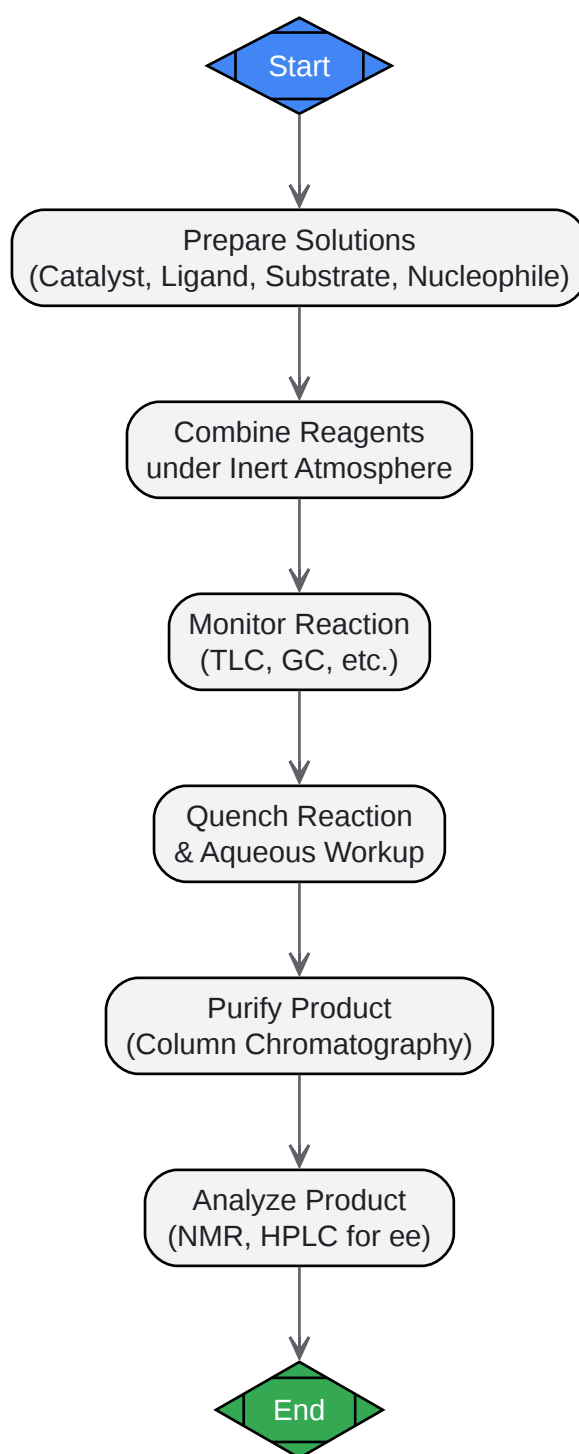 Start
Prepare Solutions
(Catalyst, Ligand, Substrate, Nucleophile)
Combine Reagents
under Inert Atmosphere
Monitor Reaction
(TLC, GC, etc.)
Quench Reaction
& Aqueous Workup
Purify Product
(Column Chromatography)
Analyze Product
(NMR, HPLC for ee)
End